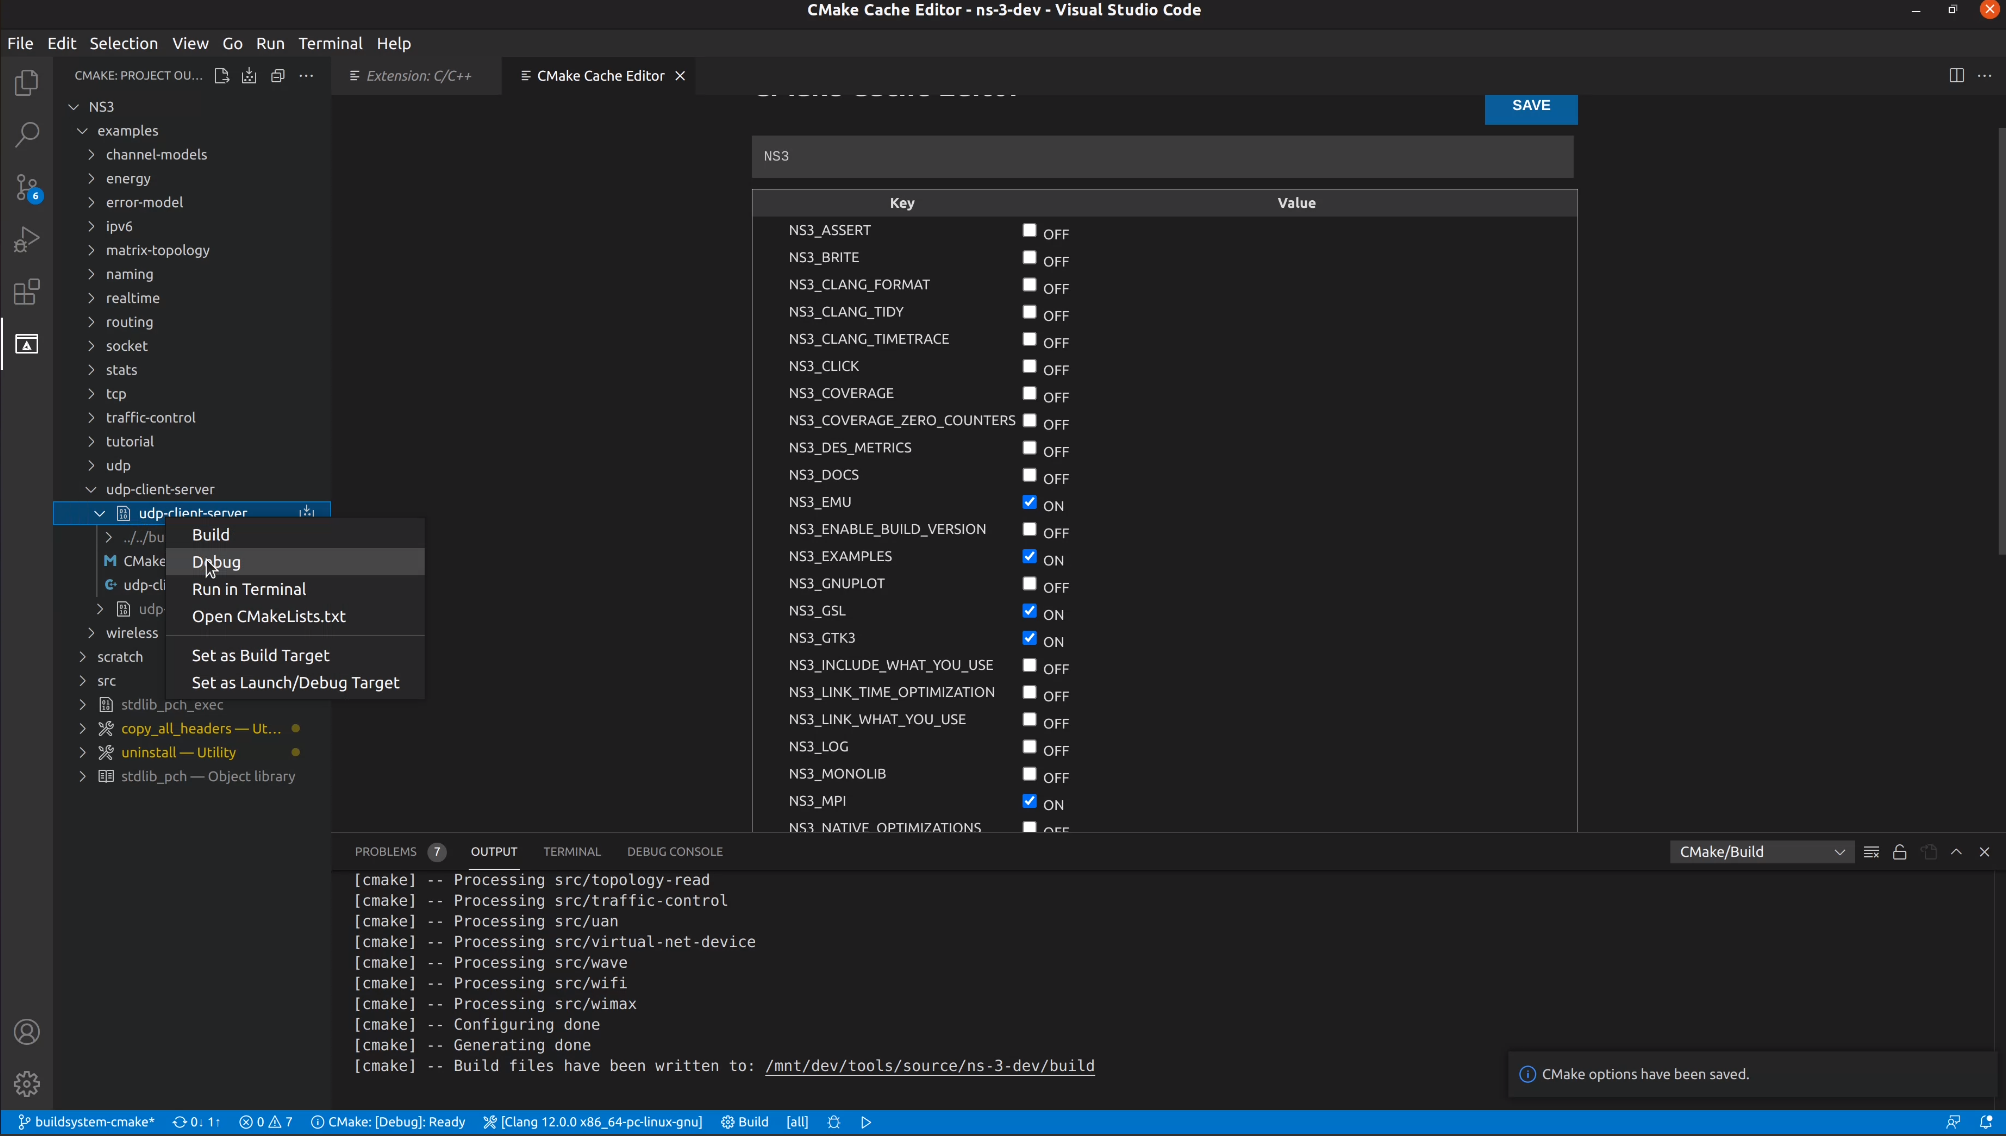 CMake Cache Editor - ns-3-dev - Visual Studio Code
File Edit Selection View Go Run Terminal Help
CMAKE: PROJECT OU...
Extension: C/C++
CMake Cache Editor
NS3
examples
channel-models
energy
error-model
ipv6
matrix-topology
naming
realtime
routing
socket
stats
tcp
traffic-control
tutorial
udp
udp-client-server
udp-client-server
../../bu
CMake
udp-cli
udp-
wireless
scratch
src
stdlib_pch_exec
copy_all_headers — Ut...
uninstall — Utility
stdlib_pch — Object library
6
Build
Debug
Run in Terminal
Open CMakeLists.txt
Set as Build Target
Set as Launch/Debug Target
CMake Cache Editor
SAVE
NS3
Key Value
NS3_ASSERT OFF
NS3_BRITE OFF
NS3_CLANG_FORMAT OFF
NS3_CLANG_TIDY OFF
NS3_CLANG_TIMETRACE OFF
NS3_CLICK OFF
NS3_COVERAGE OFF
NS3_COVERAGE_ZERO_COUNTERS OFF
NS3_DES_METRICS OFF
NS3_DOCS OFF
NS3_EMU ON
NS3_ENABLE_BUILD_VERSION OFF
NS3_EXAMPLES ON
NS3_GNUPLOT OFF
NS3_GSL ON
NS3_GTK3 ON
NS3_INCLUDE_WHAT_YOU_USE OFF
NS3_LINK_TIME_OPTIMIZATION OFF
NS3_LINK_WHAT_YOU_USE OFF
NS3_LOG OFF
NS3_MONOLIB OFF
NS3_MPI ON
NS3_NATIVE_OPTIMIZATIONS OFF
PROBLEMS 7 OUTPUT TERMINAL DEBUG CONSOLE CMake/Build
[cmake] -- Processing src/topology-read
[cmake] -- Processing src/traffic-control
[cmake] -- Processing src/uan
[cmake] -- Processing src/virtual-net-device
[cmake] -- Processing src/wave
[cmake] -- Processing src/wifi
[cmake] -- Processing src/wimax
[cmake] -- Configuring done
[cmake] -- Generating done
[cmake] -- Build files have been written to: /mnt/dev/tools/source/ns-3-dev/build
CMake options have been saved.
buildsystem-cmake* 0↓ 1↑ 0 7 CMake: [Debug]: Ready [Clang 12.0.0 x86_64-pc-linux-gnu] Build [all]